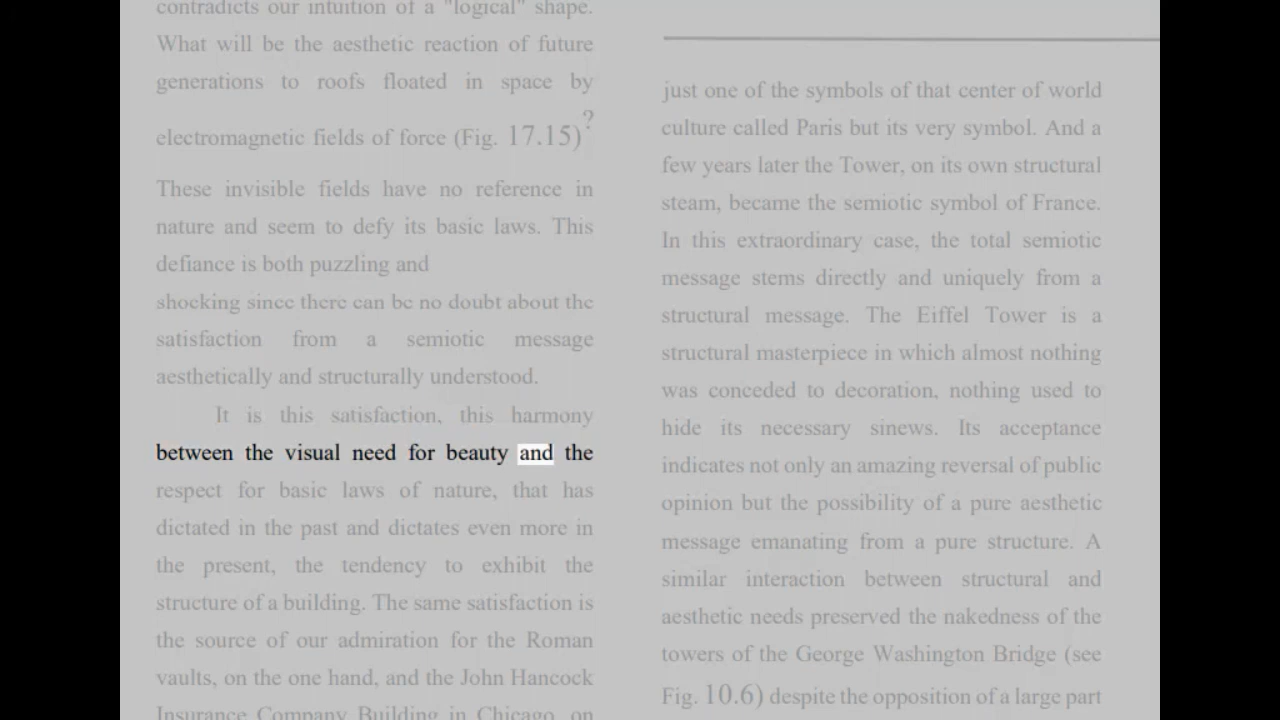 contradicts our intuition of a "logical" shape.
What will be the aesthetic reaction of future
generations to roofs floated in space by
electromagnetic fields of force (Fig. 17.15)?
These invisible fields have no reference in
nature and seem to defy its basic laws. This
defiance is both puzzling and
shocking since there can be no doubt about the
satisfaction from a semiotic message
aesthetically and structurally understood.
It is this satisfaction, this harmony
between the visual need for beauty and the
respect for basic laws of nature, that has
dictated in the past and dictates even more in
the present, the tendency to exhibit the
structure of a building. The same satisfaction is
the source of our admiration for the Roman
vaults, on the one hand, and the John Hancock
Insurance Company Building in Chicago, on
just one of the symbols of that center of world
culture called Paris but its very symbol. And a
few years later the Tower, on its own structural
steam, became the semiotic symbol of France.
In this extraordinary case, the total semiotic
message stems directly and uniquely from a
structural message. The Eiffel Tower is a
structural masterpiece in which almost nothing
was conceded to decoration, nothing used to
hide its necessary sinews. Its acceptance
indicates not only an amazing reversal of public
opinion but the possibility of a pure aesthetic
message emanating from a pure structure. A
similar interaction between structural and
aesthetic needs preserved the nakedness of the
towers of the George Washington Bridge (see
Fig. 10.6) despite the opposition of a large part